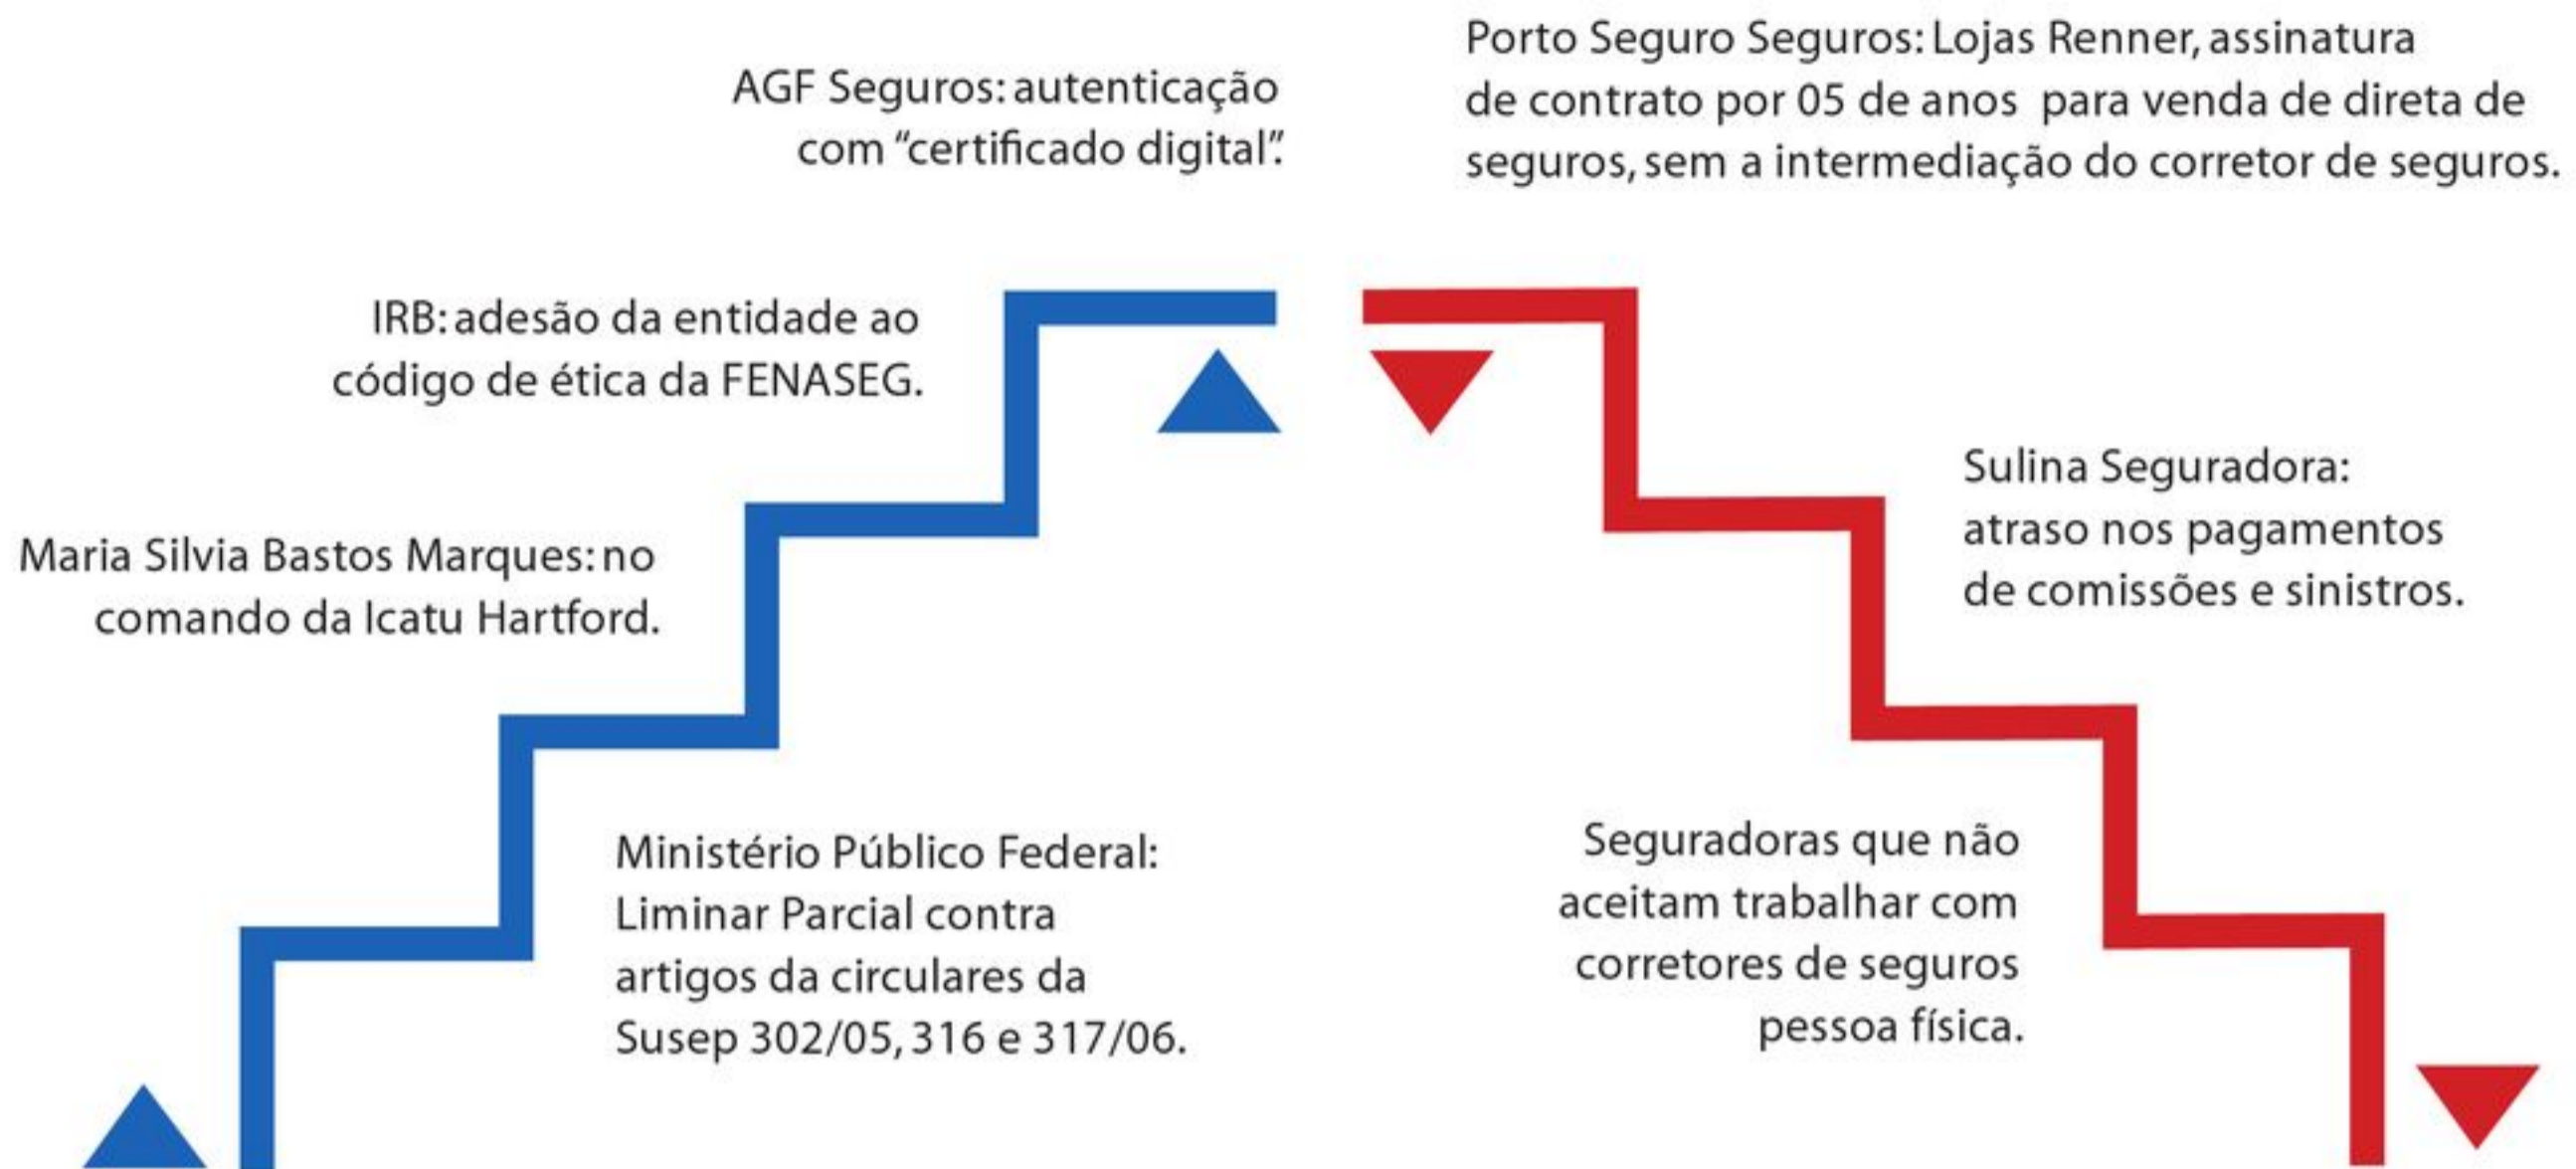 AGF Seguros: autenticação
com “certificado digital”.
Porto Seguro Seguros: Lojas Renner, assinatura
de contrato por 05 de anos para venda de direta de
seguros, sem a intermediação do corretor de seguros.
IRB: adesão da entidade ao
código de ética da FENASEG.
Maria Silvia Bastos Marques: no
comando da Icatu Hartford.
Sulina Seguradora:
atraso nos pagamentos
de comissões e sinistros.
Ministério Público Federal:
Liminar Parcial contra
artigos da circulares da
Susep 302/05, 316 e 317/06.
Seguradoras que não
aceitam trabalhar com
corretores de seguros
pessoa física.